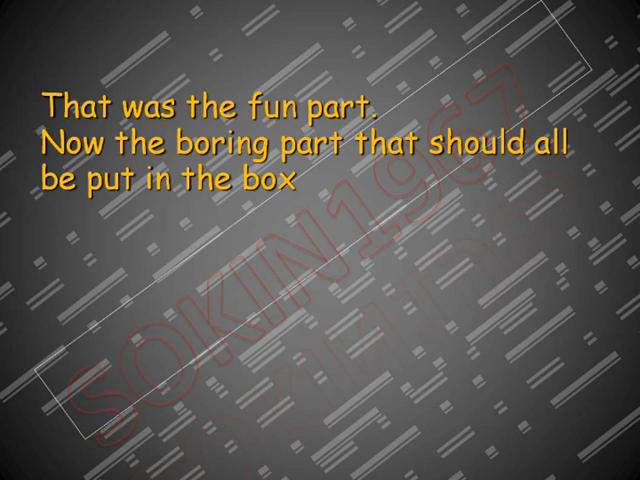 That was the fun part.
Now the boring part that should all
be put in the box
SOKIN1967